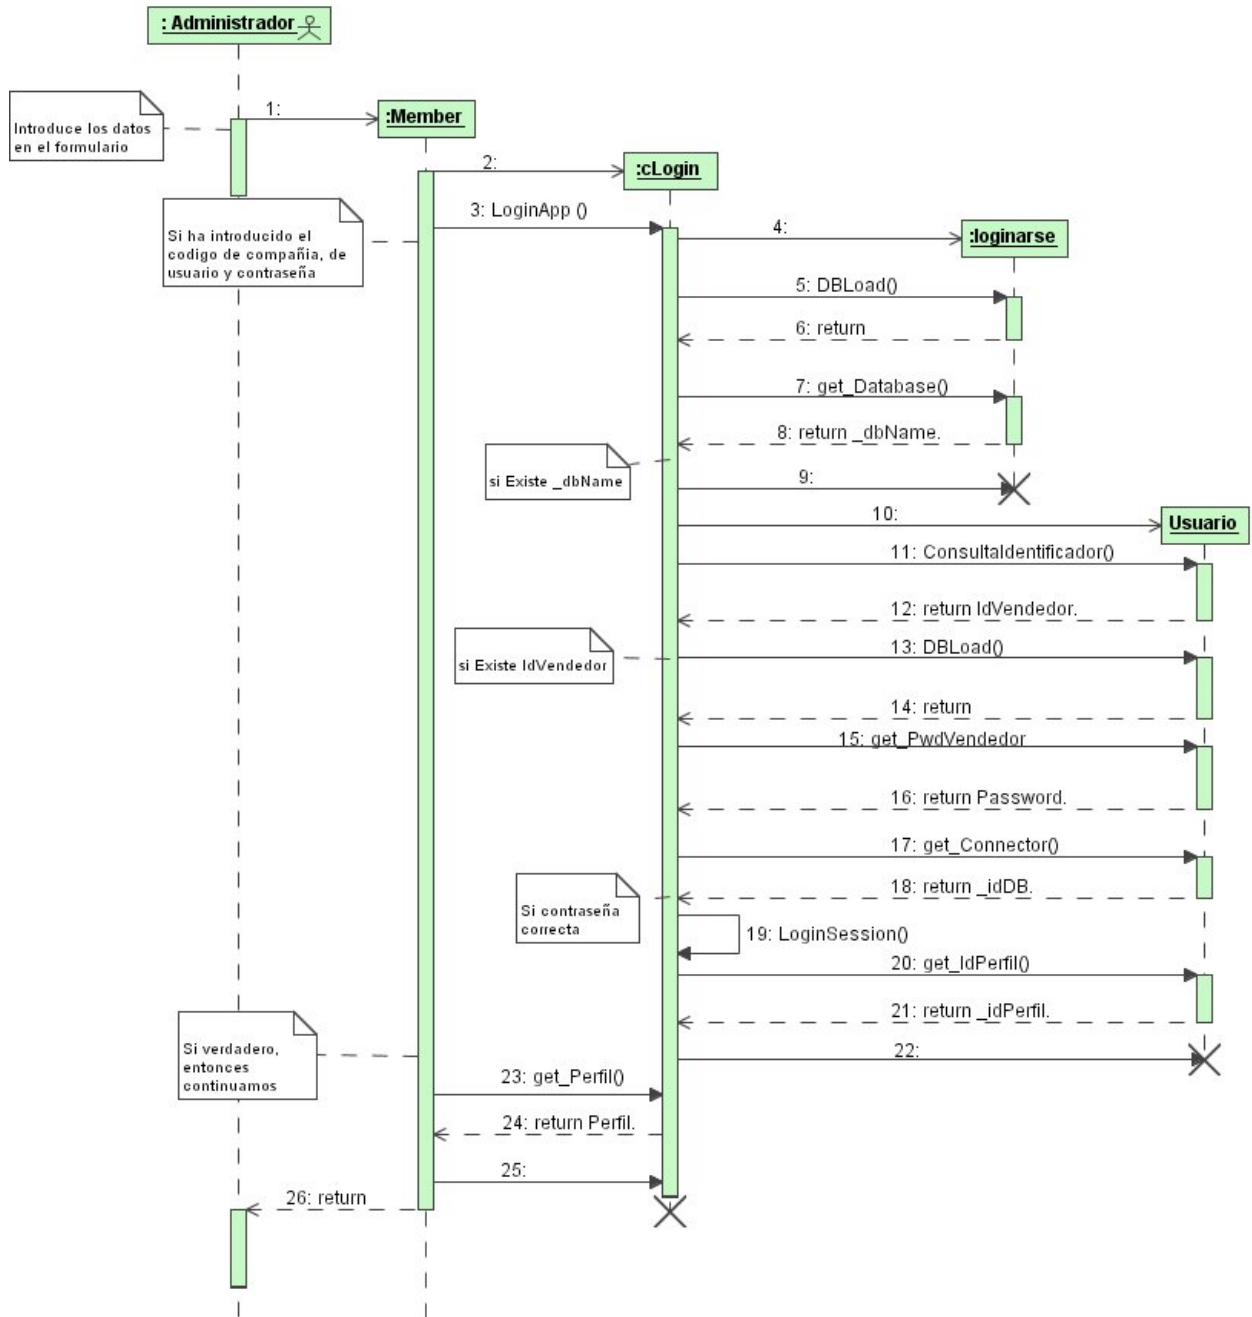 : Administrador
1:
:Member
Introduce los datos
en el formulario
2:
:cLogin
3: LoginApp ()
Si ha introducido el
codigo de compañia, de
usuario y contraseña
4:
:loginarse
5: DBLoad()
6: return
7: get_Database()
8: return _dbName.
si Existe _dbName
9:
10:
Usuario
11: ConsultaIdentificador()
12: return IdVendedor.
si Existe IdVendedor
13: DBLoad()
14: return
15: get_PwdVendedor
16: return Password.
17: get_Connector()
18: return _idDB.
Si contraseña
correcta
19: LoginSession()
20: get_IdPerfil()
21: return _idPerfil.
Si verdadero,
entonces
continuamos
22:
23: get_Perfil()
24: return Perfil.
25:
26: return